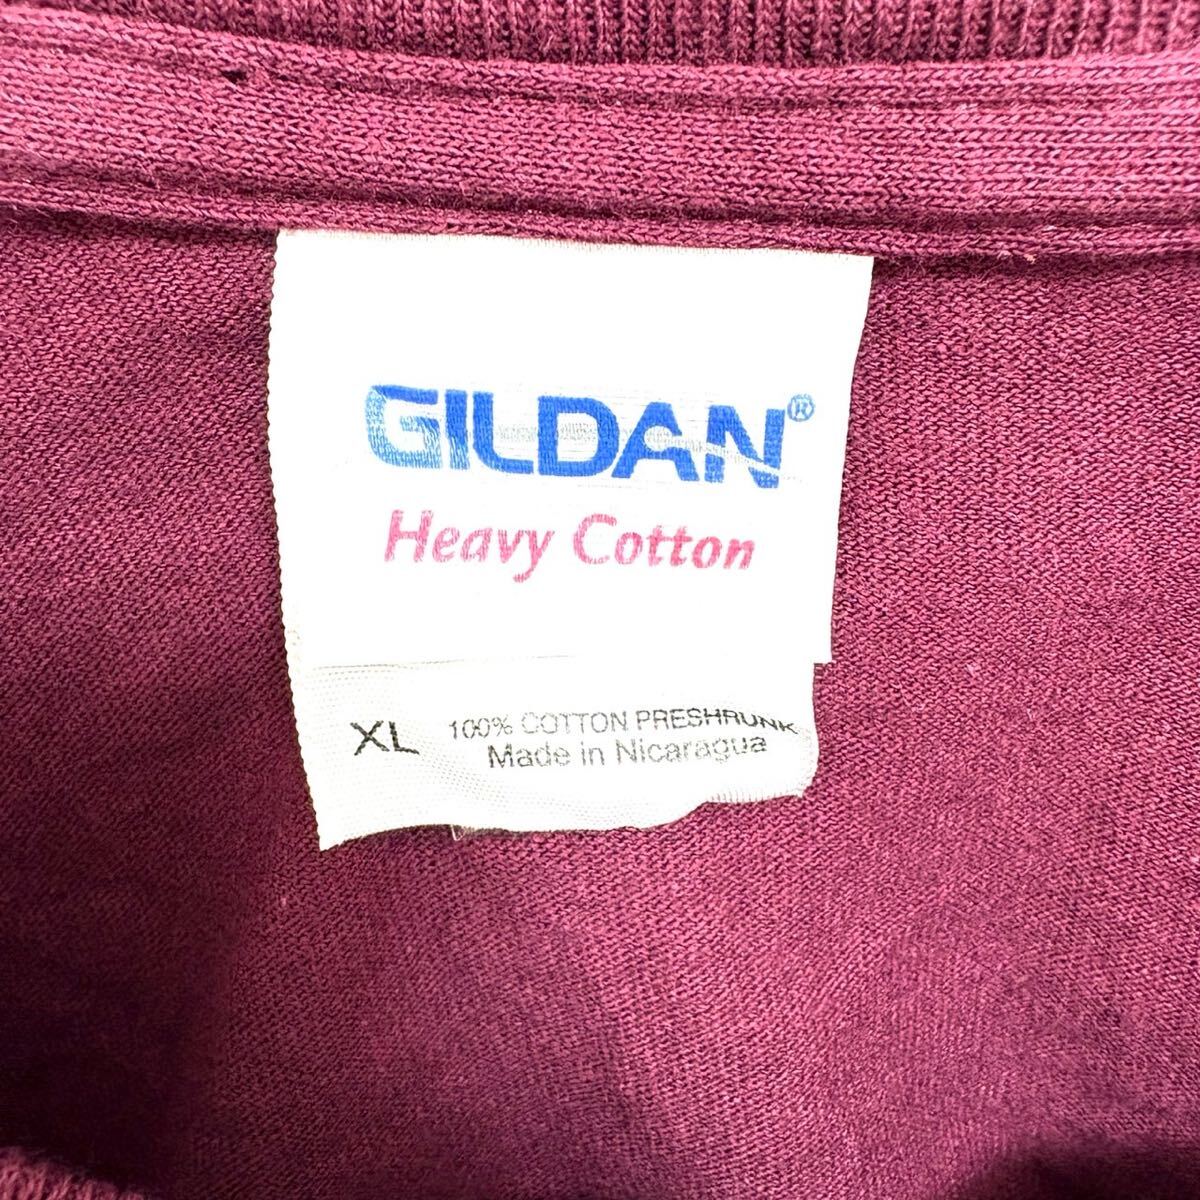 GILDAN®
Heavy Cotton
XL 100% COTTON PRESHRUNK
Made in Nicaragua